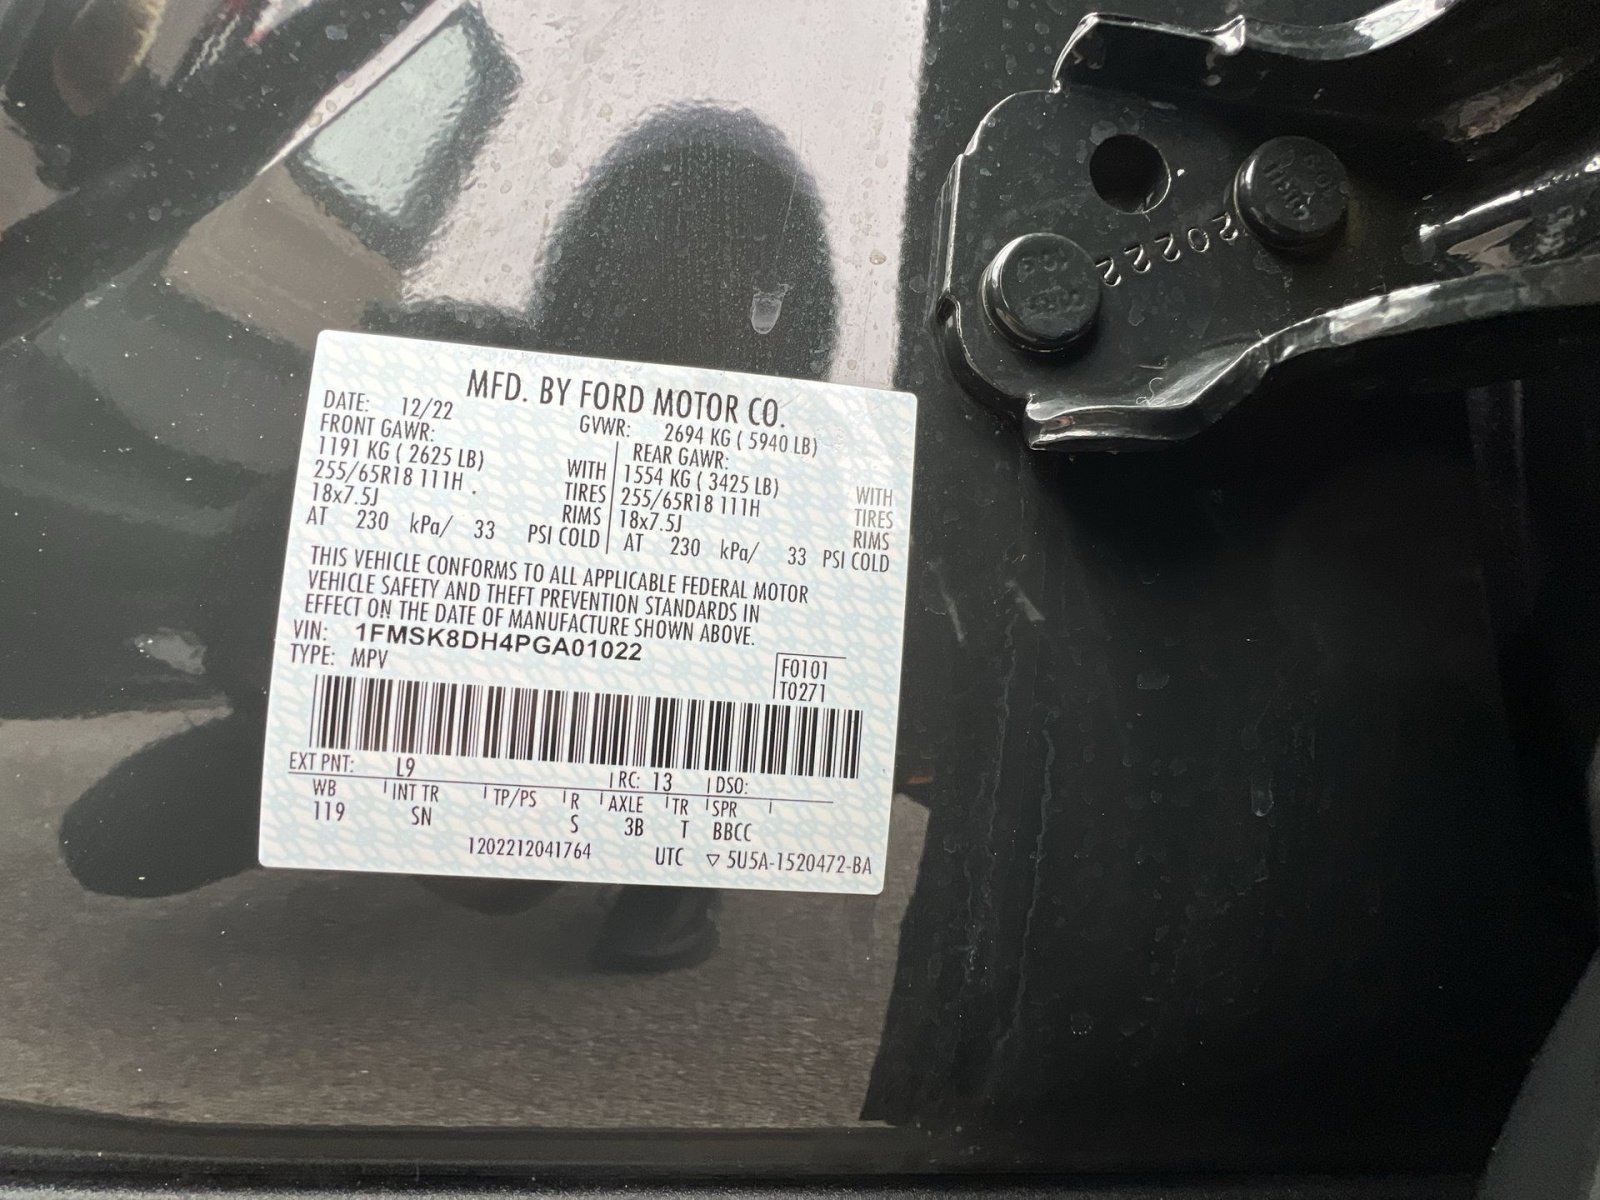 MFD. BY FORD MOTOR CO.
DATE: 12/22 GVWR: 2694 KG ( 5940 LB)
FRONT GAWR: REAR GAWR:
1191 KG ( 2625 LB) WITH 1554 KG ( 3425 LB) WITH
255/65R18 111H TIRES 255/65R18 111H TIRES
18x7.5J RIMS 18x7.5J RIMS
AT 230 kPa/ 33 PSI COLD AT 230 kPa/ 33 PSI COLD
THIS VEHICLE CONFORMS TO ALL APPLICABLE FEDERAL MOTOR
VEHICLE SAFETY AND THEFT PREVENTION STANDARDS IN
EFFECT ON THE DATE OF MANUFACTURE SHOWN ABOVE.
VIN: 1FMSK8DH4PGA01022
TYPE: MPV
F0101
T0271
EXT PNT: L9 RC: 13 DSO:
WB INT TR TP/PS R AXLE TR SPR
119 SN S 3B T BBCC
1202212041764 UTC ▽ 5U5A-1520472-BA
20222